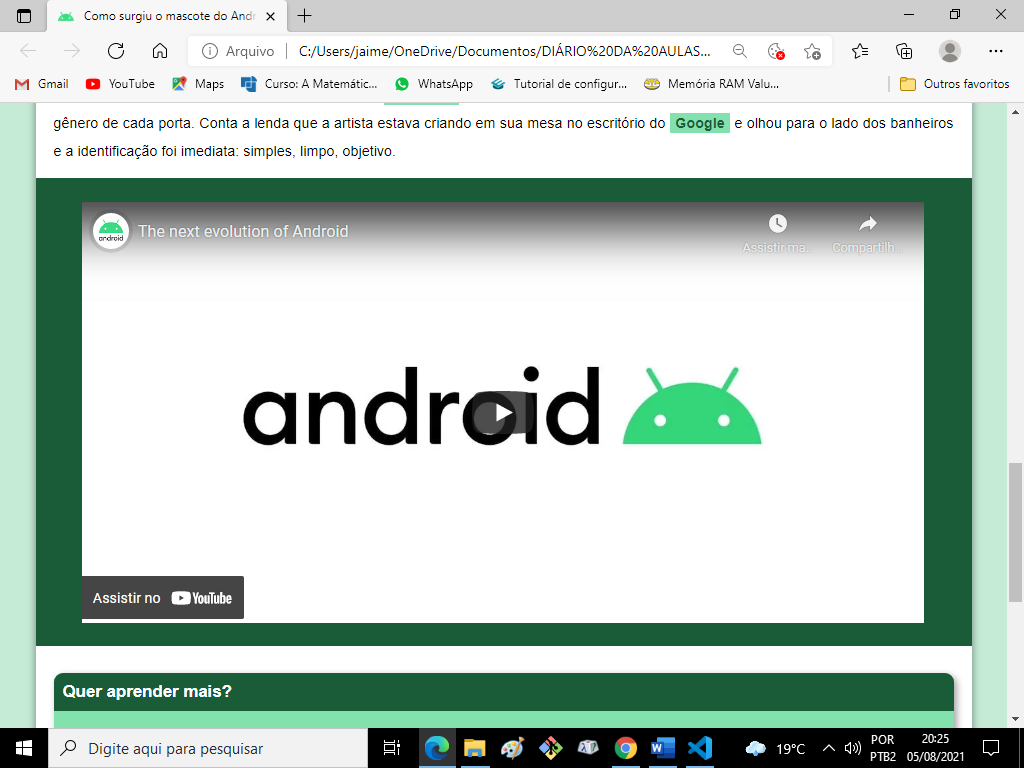 Como surgiu o mascote do Andr
Arquivo
C:/Users/jaime/OneDrive/Documentos/DIÁRIO%20DA%20AULAS...
Gmail
YouTube
Maps
Curso: A Matemátic...
WhatsApp
Tutorial de configur...
Memória RAM Valu...
Outros favoritos
gênero de cada porta. Conta a lenda que a artista estava criando em sua mesa no escritório do Google e olhou para o lado dos banheiros
e a identificação foi imediata: simples, limpo, objetivo.
android
The next evolution of Android
Assistir ma...
Compartilh...
android
Assistir no YouTube
Quer aprender mais?
Digite aqui para pesquisar
19°C
POR
PTB2
20:25
05/08/2021